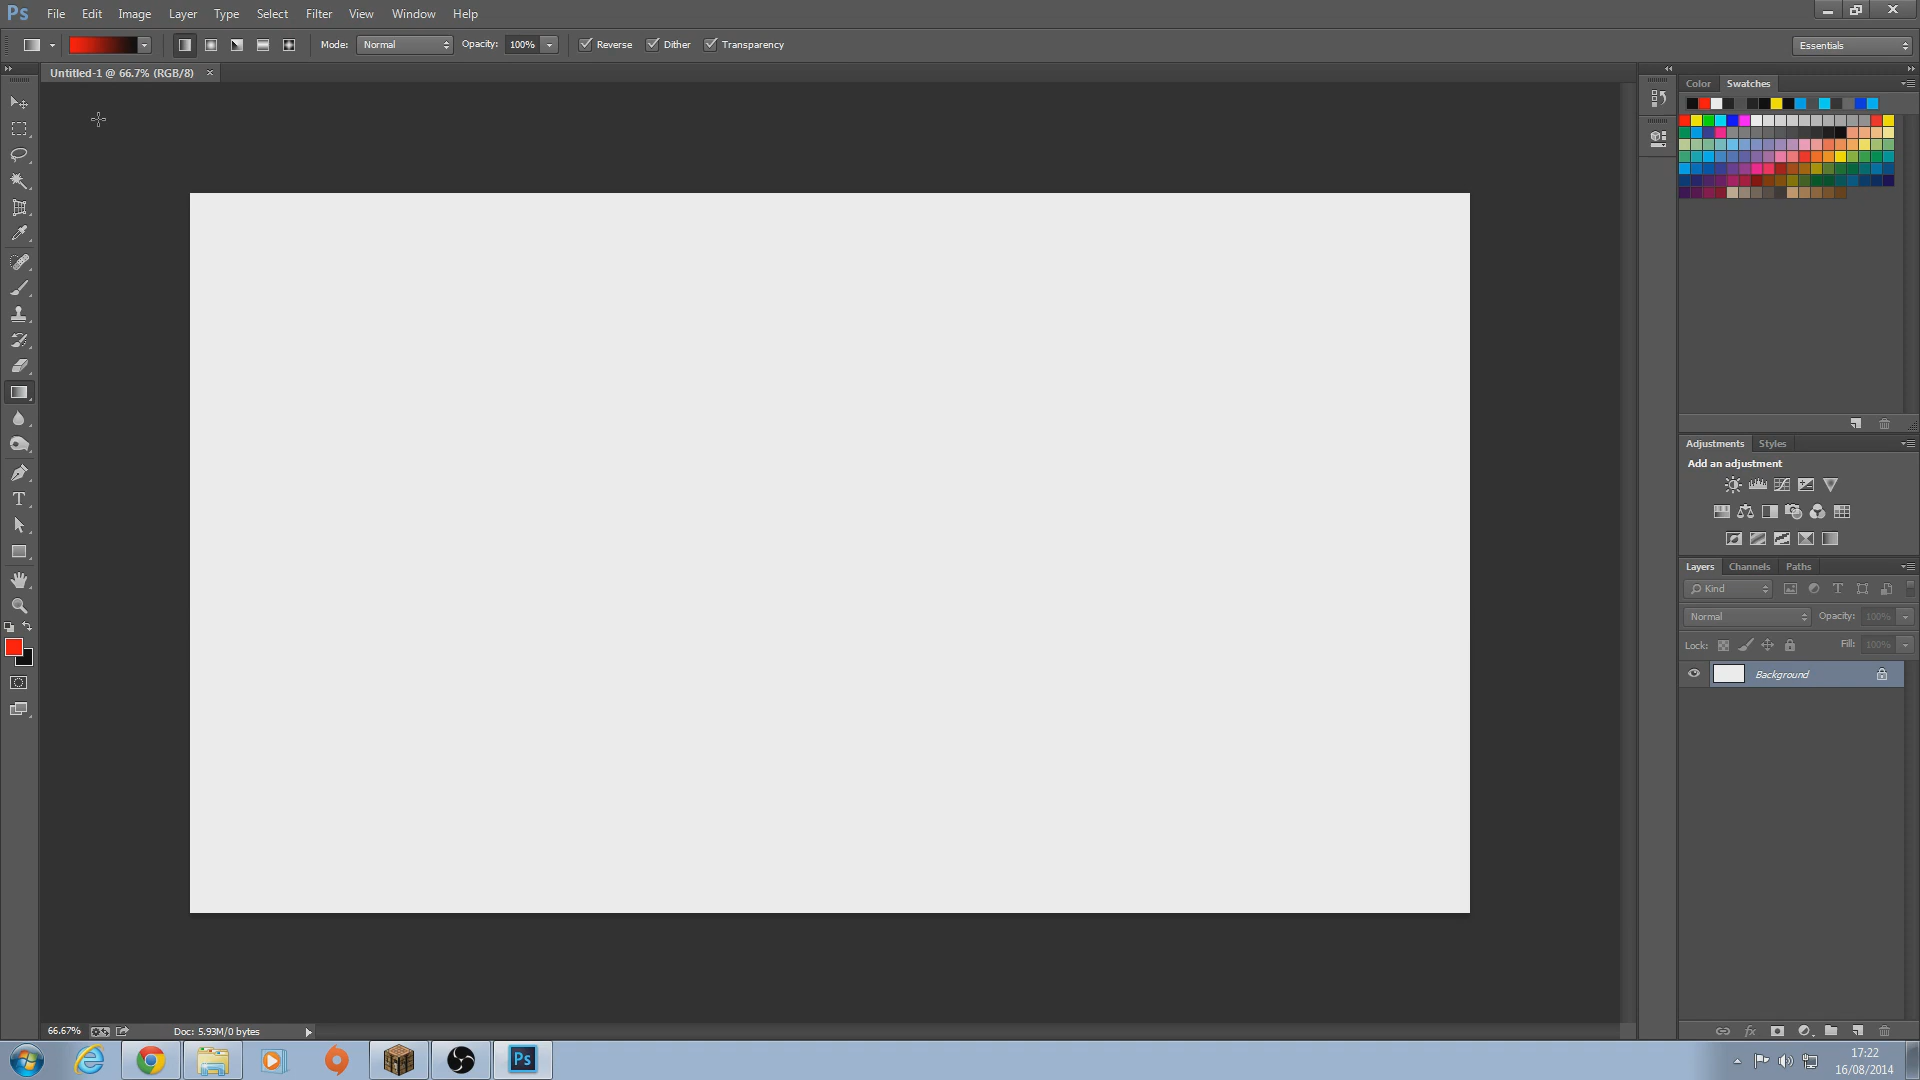 Ps File Edit Image Layer Type Select Filter View Window Help
Mode: Normal Opacity: 100% Reverse Dither Transparency Essentials
Untitled-1 @ 66.7% (RGB/8) ×
Color Swatches
Adjustments Styles
Add an adjustment
Layers Channels Paths
Kind
Normal Opacity: 100%
Lock: Fill: 100%
Background
66.67% Doc: 5.93M/0 bytes
Ps
17:22
16/08/2014